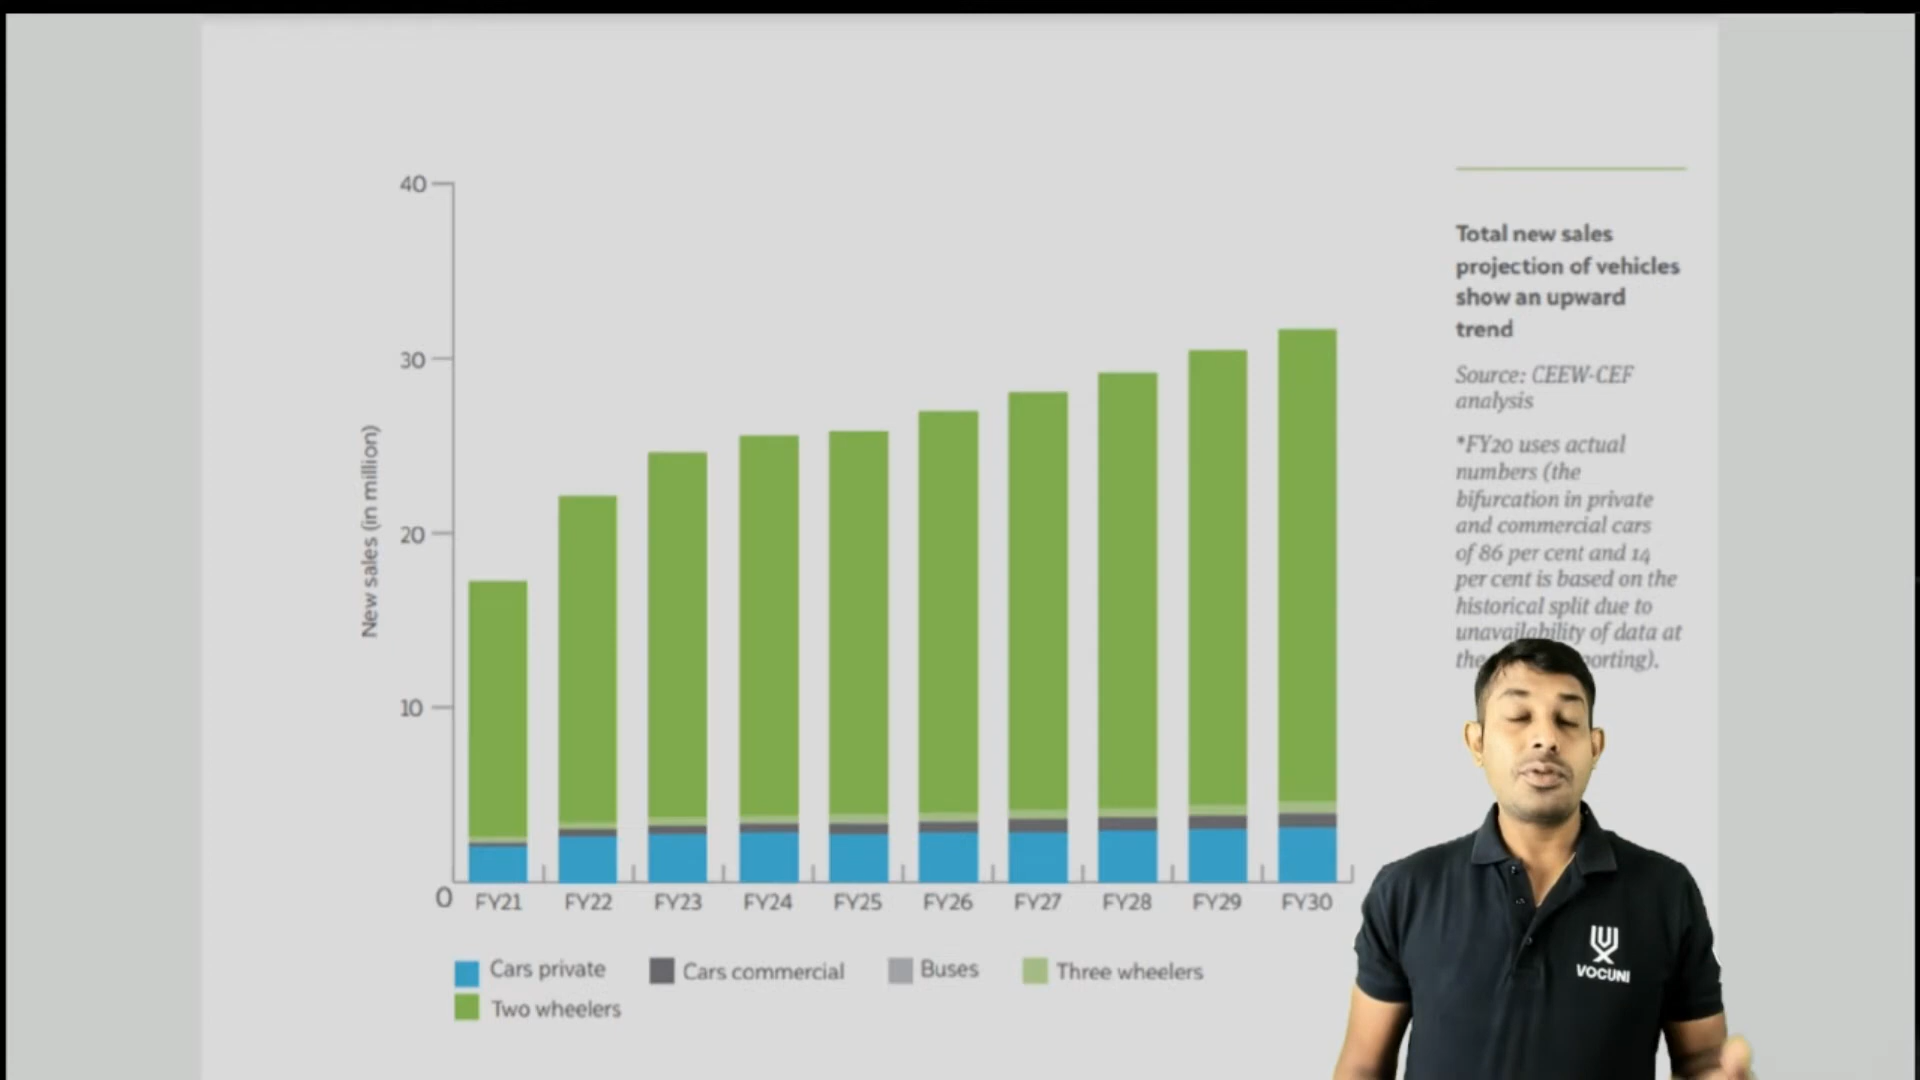 40
30
20
10
0
New sales (in million)
FY21 FY22 FY23 FY24 FY25 FY26 FY27 FY28 FY29 FY30
Cars private Cars commercial Buses Three wheelers
Two wheelers
Total new sales
projection of vehicles
show an upward
trend
Source: CEEW-CEF
analysis
*FY20 uses actual
numbers (the
bifurcation in private
and commercial cars
of 86 per cent and 14
per cent is based on the
historical split due to
unavailability of data at
the
VOCUNI